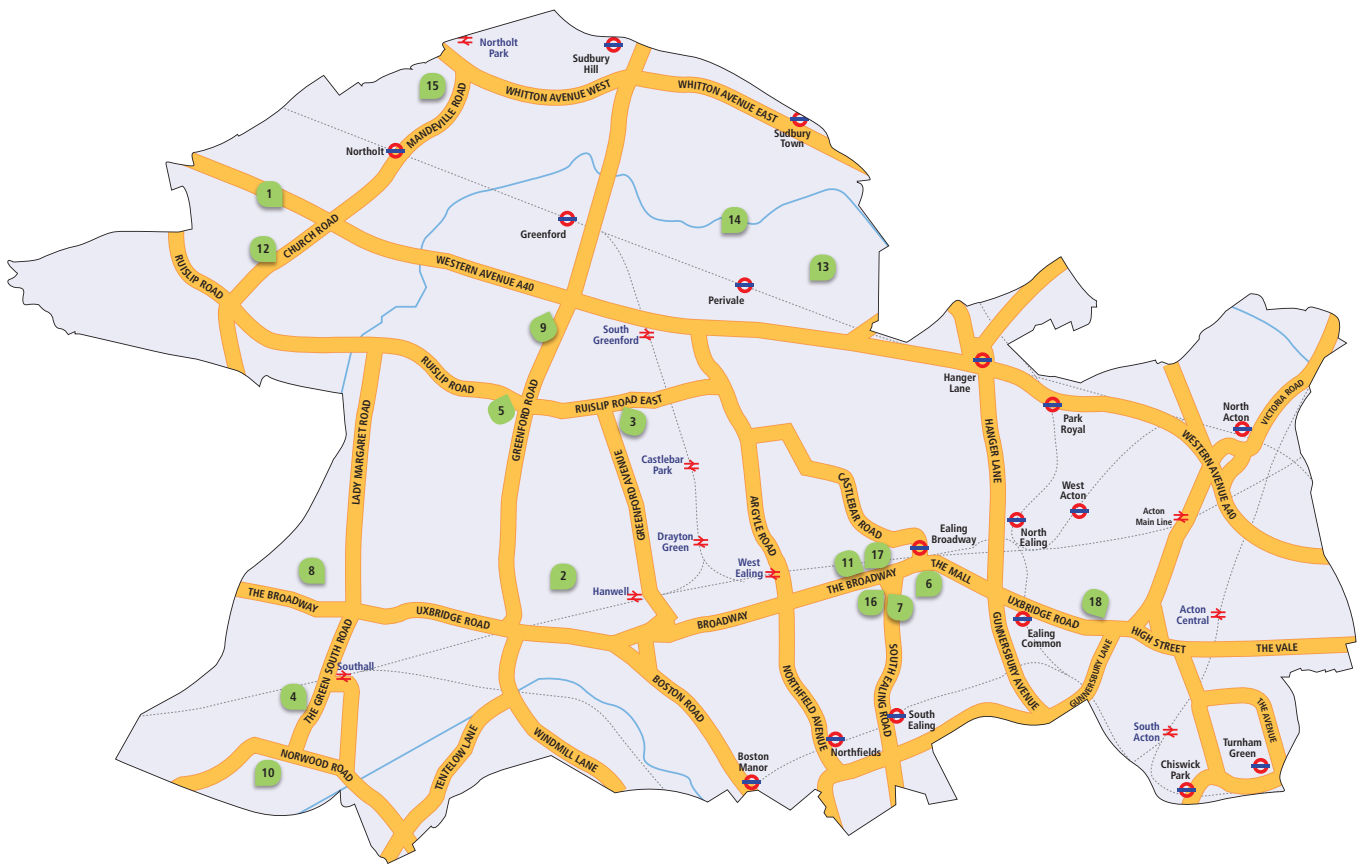 Northolt
Park
Sudbury
Hill
15
WHITTON AVENUE WEST
WHITTON AVENUE EAST
MANDEVILLE ROAD
Sudbury
Town
Northolt
1
14
CHURCH ROAD
Greenford
12
RUISLIP ROAD
WESTERN AVENUE A40
13
Perivale
9
South
Greenford
Hanger
Lane
RUISLIP ROAD
5
RUISLIP ROAD EAST
3
GREENFORD ROAD
LADY MARGARET ROAD
Park
Royal
North
Acton
VICTORIA ROAD
HANGER LANE
WESTERN AVENUE A40
Castlebar
Park
GREENFORD AVENUE
CASTLEBAR ROAD
ARGYLE ROAD
West
Acton
Acton
Main Line
North
Ealing
Ealing
Broadway
Drayton
Green
West
Ealing
11
17
8
2
Hanwell
THE BROADWAY
THE BROADWAY
THE MALL
6
16
7
UXBRIDGE ROAD
BROADWAY
UXBRIDGE ROAD
18
Acton
Central
Ealing
Common
HIGH STREET
THE VALE
GUNNERSBURY AVENUE
GUNNERSBURY LANE
THE GREEN SOUTH ROAD
Southall
4
BOSTON ROAD
NORTHFIELD AVENUE
SOUTH EALING ROAD
South
Ealing
South
Acton
THE AVENUE
Turnham
Green
Chiswick
Park
Northfields
Boston
Manor
WINDMILL LANE
TENTELOW LANE
NORWOOD ROAD
10